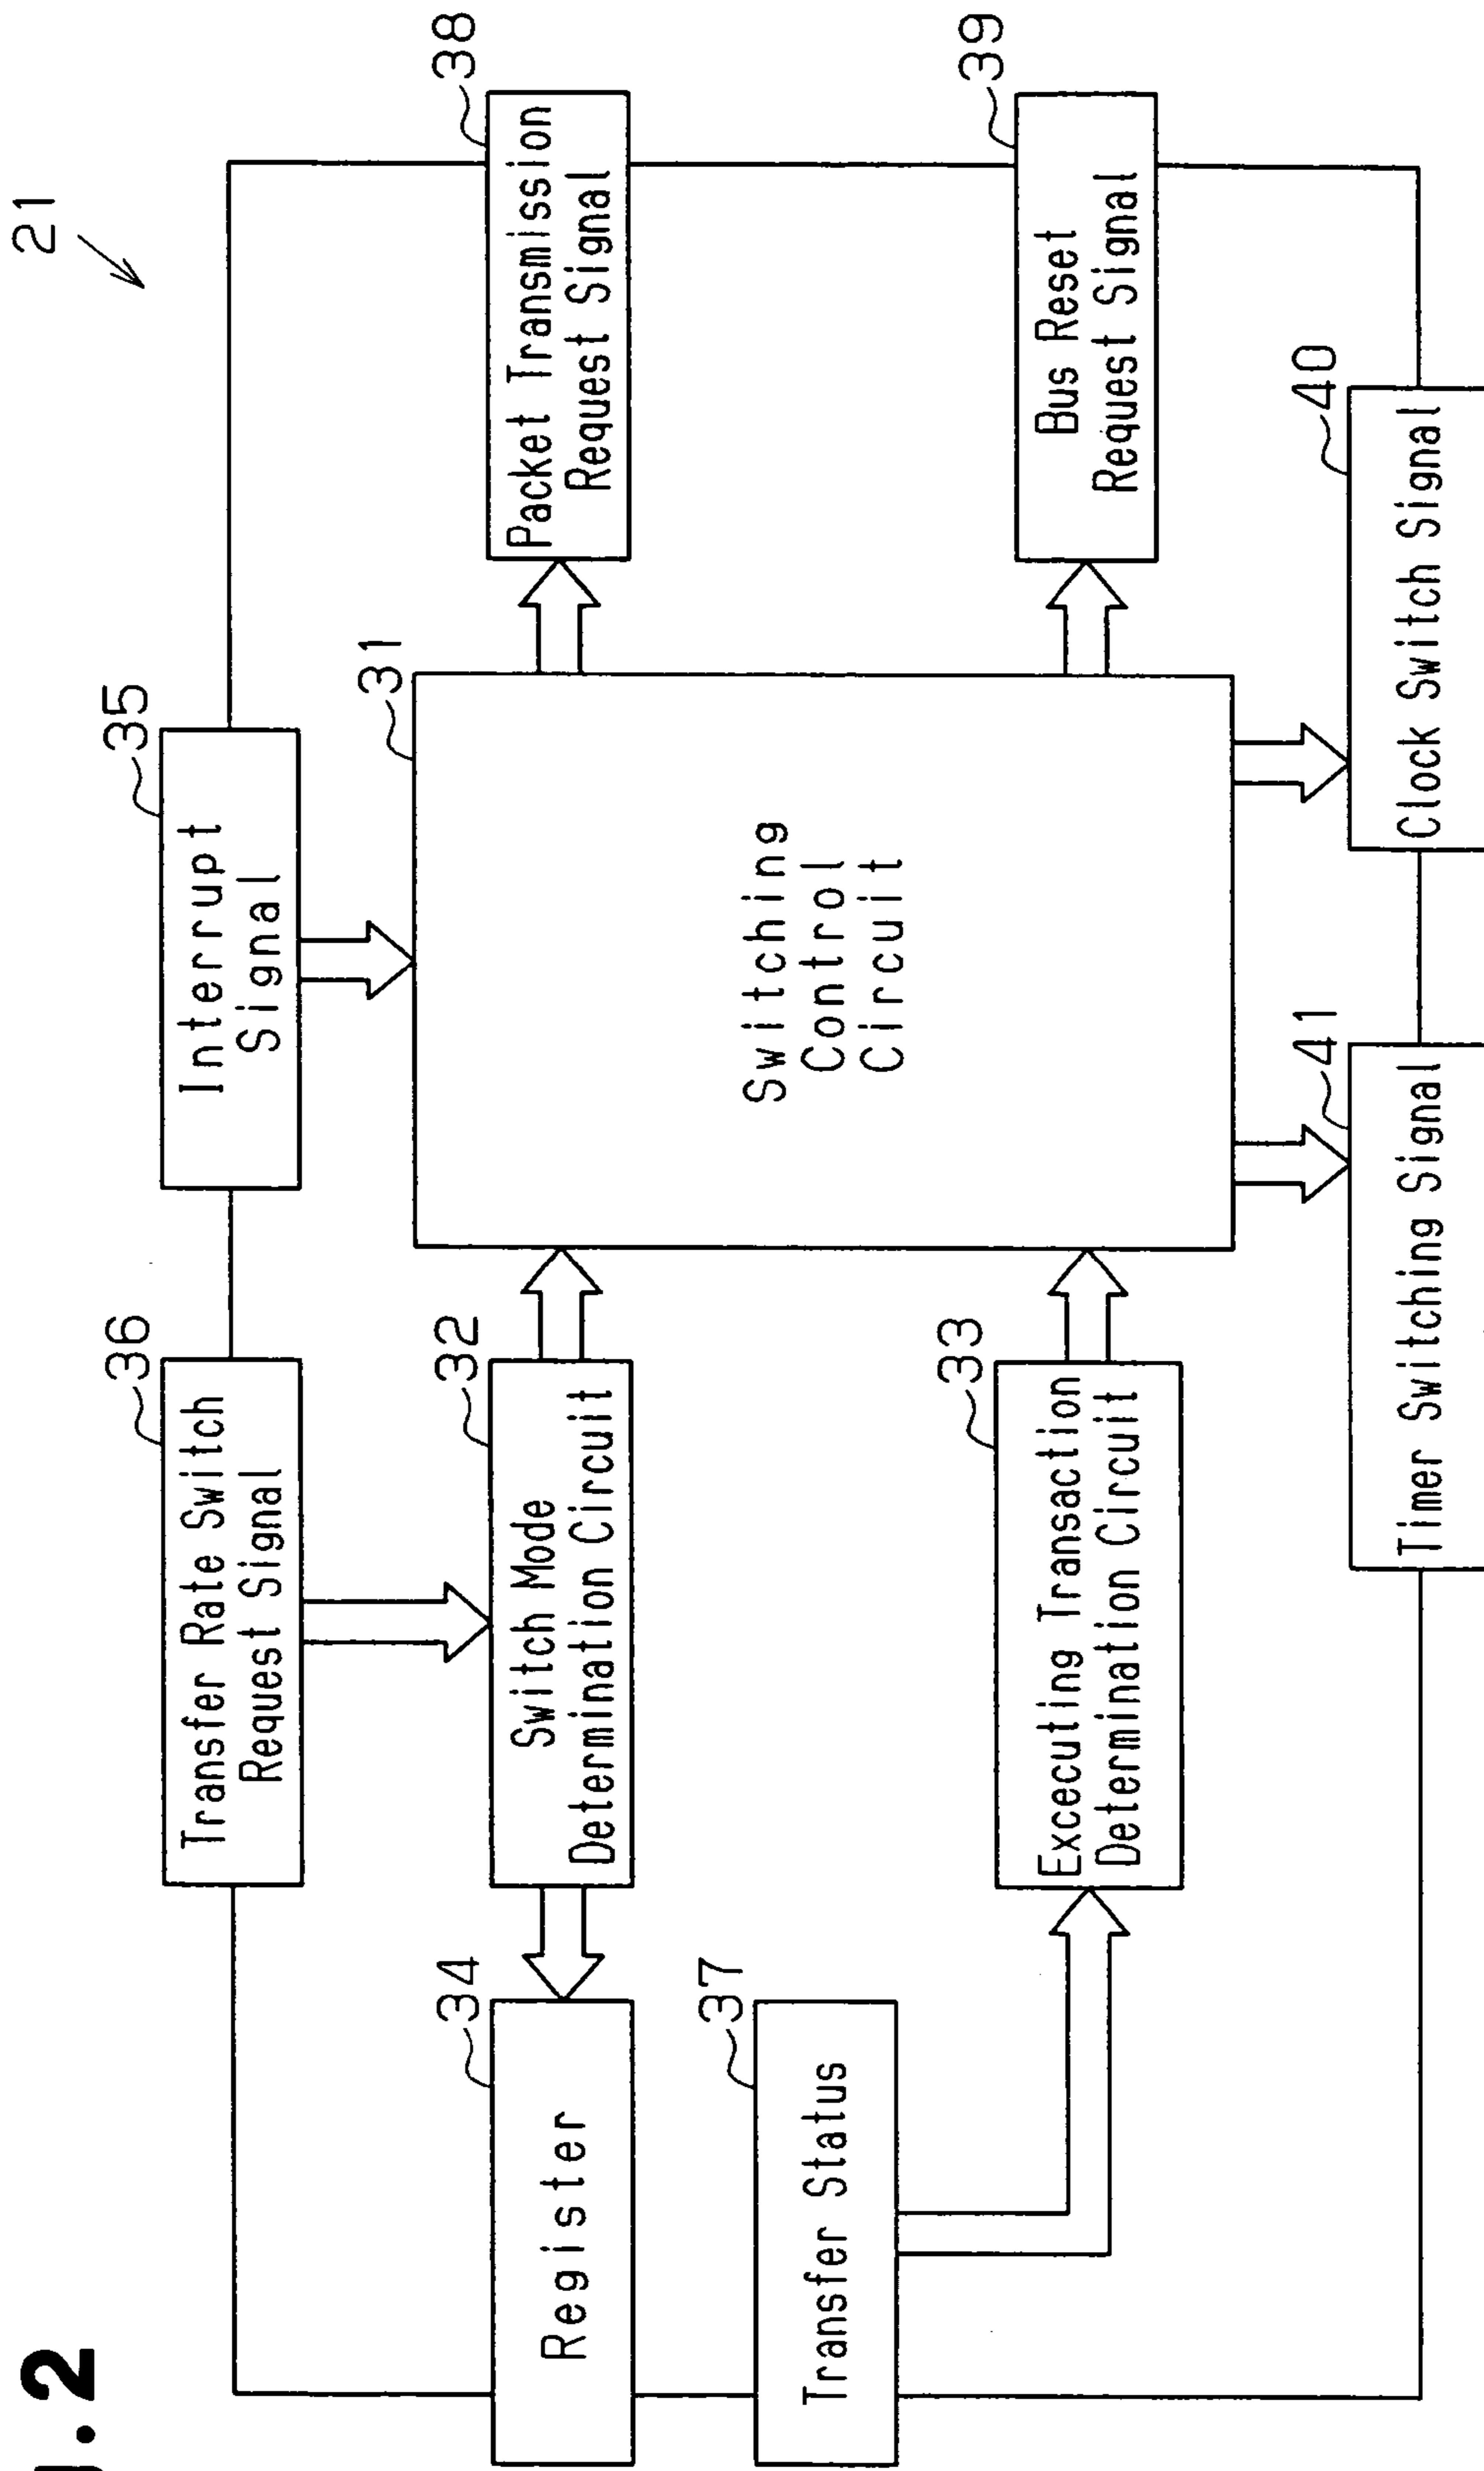 g.2
21
36
Transfer Rate Switch
Request Signal
35
Interrupt
Signal
34
Register
32
Switch Mode
Determination Circuit
31
Switching
Control
Circuit
38
Packet Transmission
Request Signal
37
Transfer Status
33
Excecuting Transaction
Determination Circuit
39
Bus Reset
Request Signal
41
Timer Switching Signal
40
Clock Switch Signal